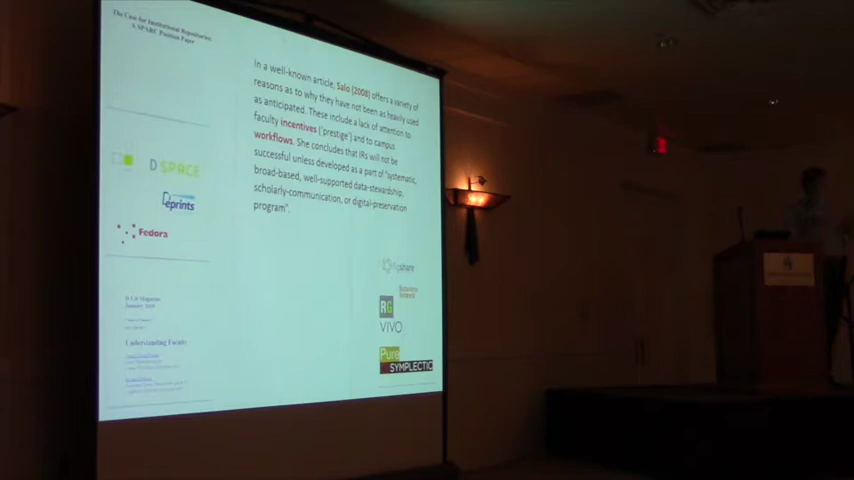 The Case for Institutional Repositories:
A SPARC Position Paper
In a well-known article, Salo (2008) offers a variety of
reasons as to why they have not been as heavily used
as anticipated. These include a lack of attention to
faculty incentives ('prestige') and to campus
workflows. She concludes that IRs will not be
successful unless developed as a part of "systematic,
broad-based, well-supported data-stewardship,
scholarly-communication, or digital-preservation
program".
DSPACE
eprints
Fedora
figshare
RG
VIVO
Pure
SYMPLECTIC
D-Lib Magazine
January
Understanding Faculty